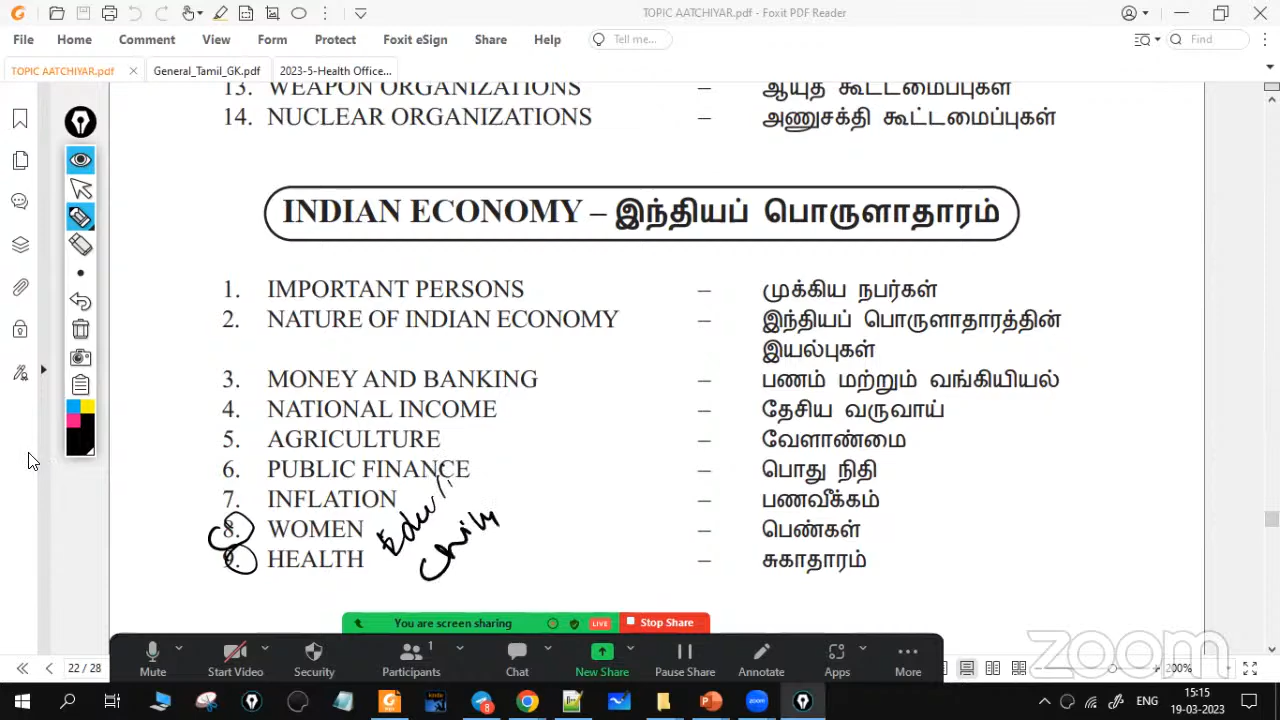 TOPIC AATCHIYAR.pdf - Foxit PDF Reader
File Home Comment View Form Protect Foxit eSign Share Help Tell me... Find
TOPIC AATCHIYAR.pdf General_Tamil_GK.pdf 2023-5-Health Office...
13. WEAPON ORGANIZATIONS – ஆயுத கூட்டமைப்புகள்
14. NUCLEAR ORGANIZATIONS – அணுசக்தி கூட்டமைப்புகள்
INDIAN ECONOMY – இந்தியப் பொருளாதாரம்
1. IMPORTANT PERSONS – முக்கிய நபர்கள்
2. NATURE OF INDIAN ECONOMY – இந்தியப் பொருளாதாரத்தின்
இயல்புகள்
3. MONEY AND BANKING – பணம் மற்றும் வங்கியியல்
4. NATIONAL INCOME – தேசிய வருவாய்
5. AGRICULTURE – வேளாண்மை
6. PUBLIC FINANCE – பொது நிதி
7. INFLATION – பணவீக்கம்
8. WOMEN – பெண்கள்
9. HEALTH – சுகாதாரம்
You are screen sharing LIVE Stop Share
1
Mute Start Video Security Participants Chat New Share Pause Share Annotate Apps More
zoom
22 / 28 200%
ENG 15:15
19-03-2023